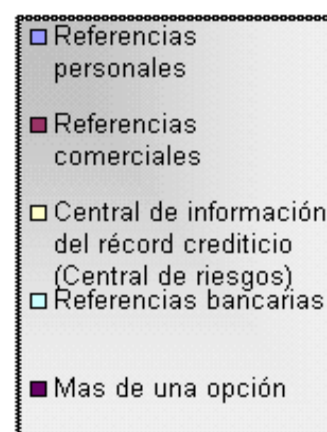 Referencias
personales
Referencias
comerciales
Central de información
del récord crediticio
(Central de riesgos)
Referencias bancarias
Mas de una opción